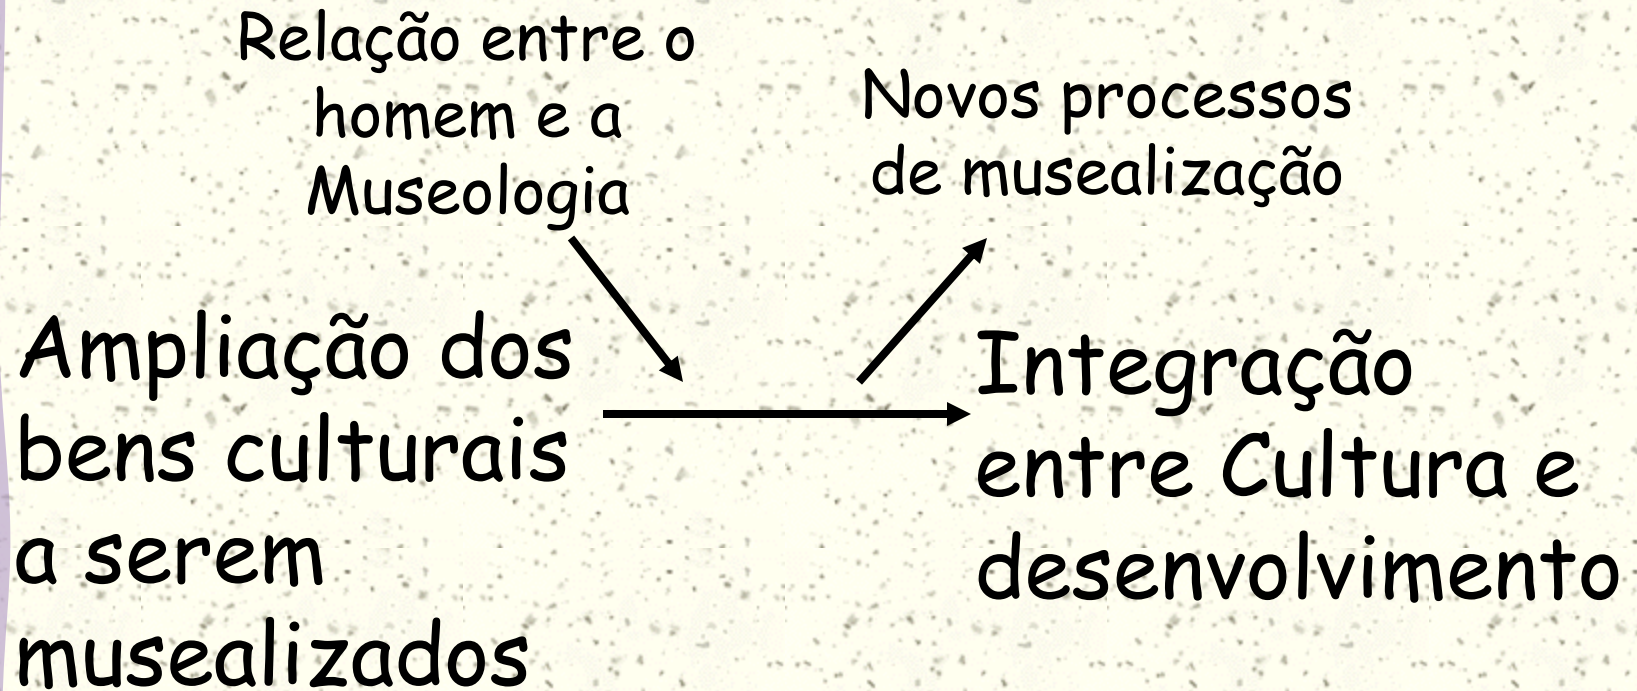 Relação entre o
homem e a
Museologia
Novos processos
de musealização
Ampliação dos
bens culturais
a serem
musealizados
Integração
entre Cultura e
desenvolvimento